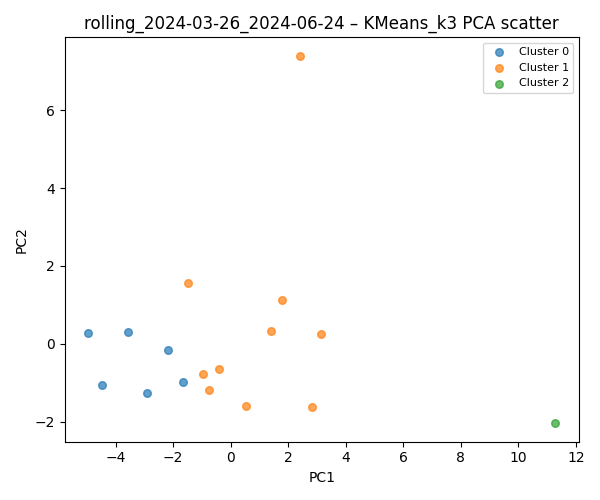 rolling_2024-03-26_2024-06-24 – KMeans_k3 PCA scatter
Cluster 0
Cluster 1
Cluster 2
6
4
2
0
−2
PC2
−4 −2 0 2 4 6 8 10 12
PC1